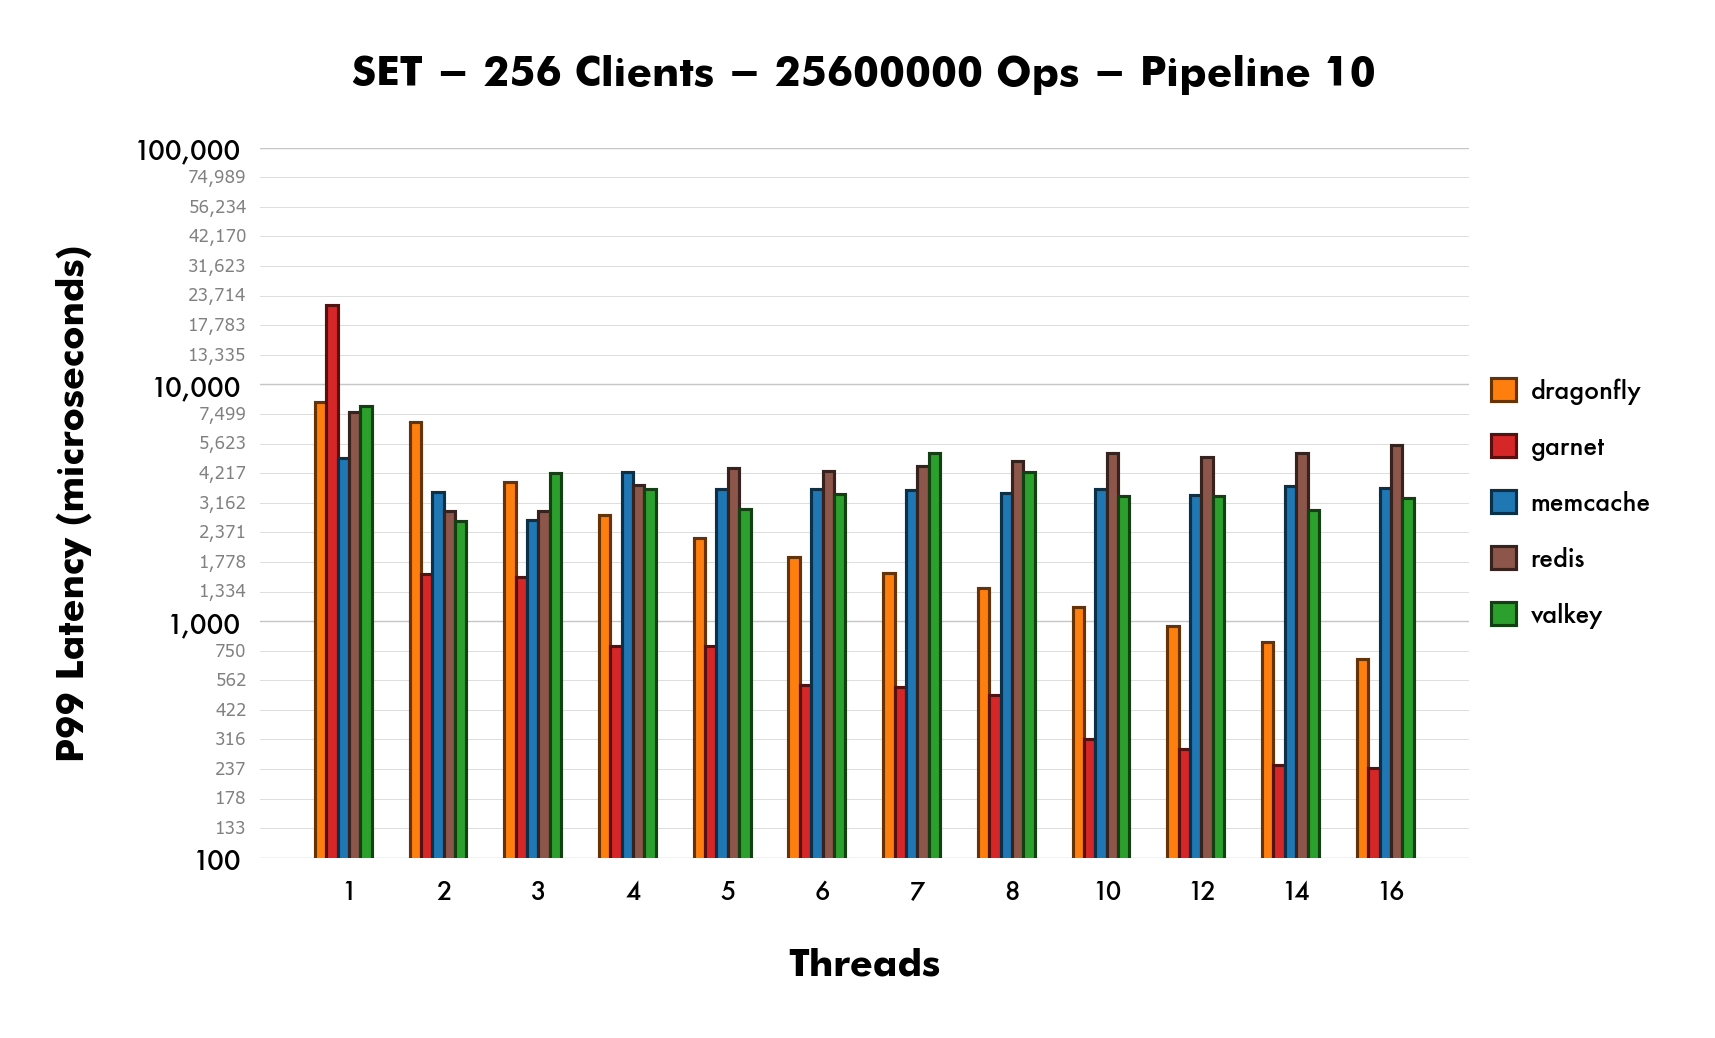 SET – 256 Clients – 25600000 Ops – Pipeline 10
P99 Latency (microseconds)
100,000
74,989
56,234
42,170
31,623
23,714
17,783
13,335
10,000
7,499
5,623
4,217
3,162
2,371
1,778
1,334
1,000
750
562
422
316
237
178
133
100
1 2 3 4 5 6 7 8 10 12 14 16
Threads
dragonfly
garnet
memcache
redis
valkey